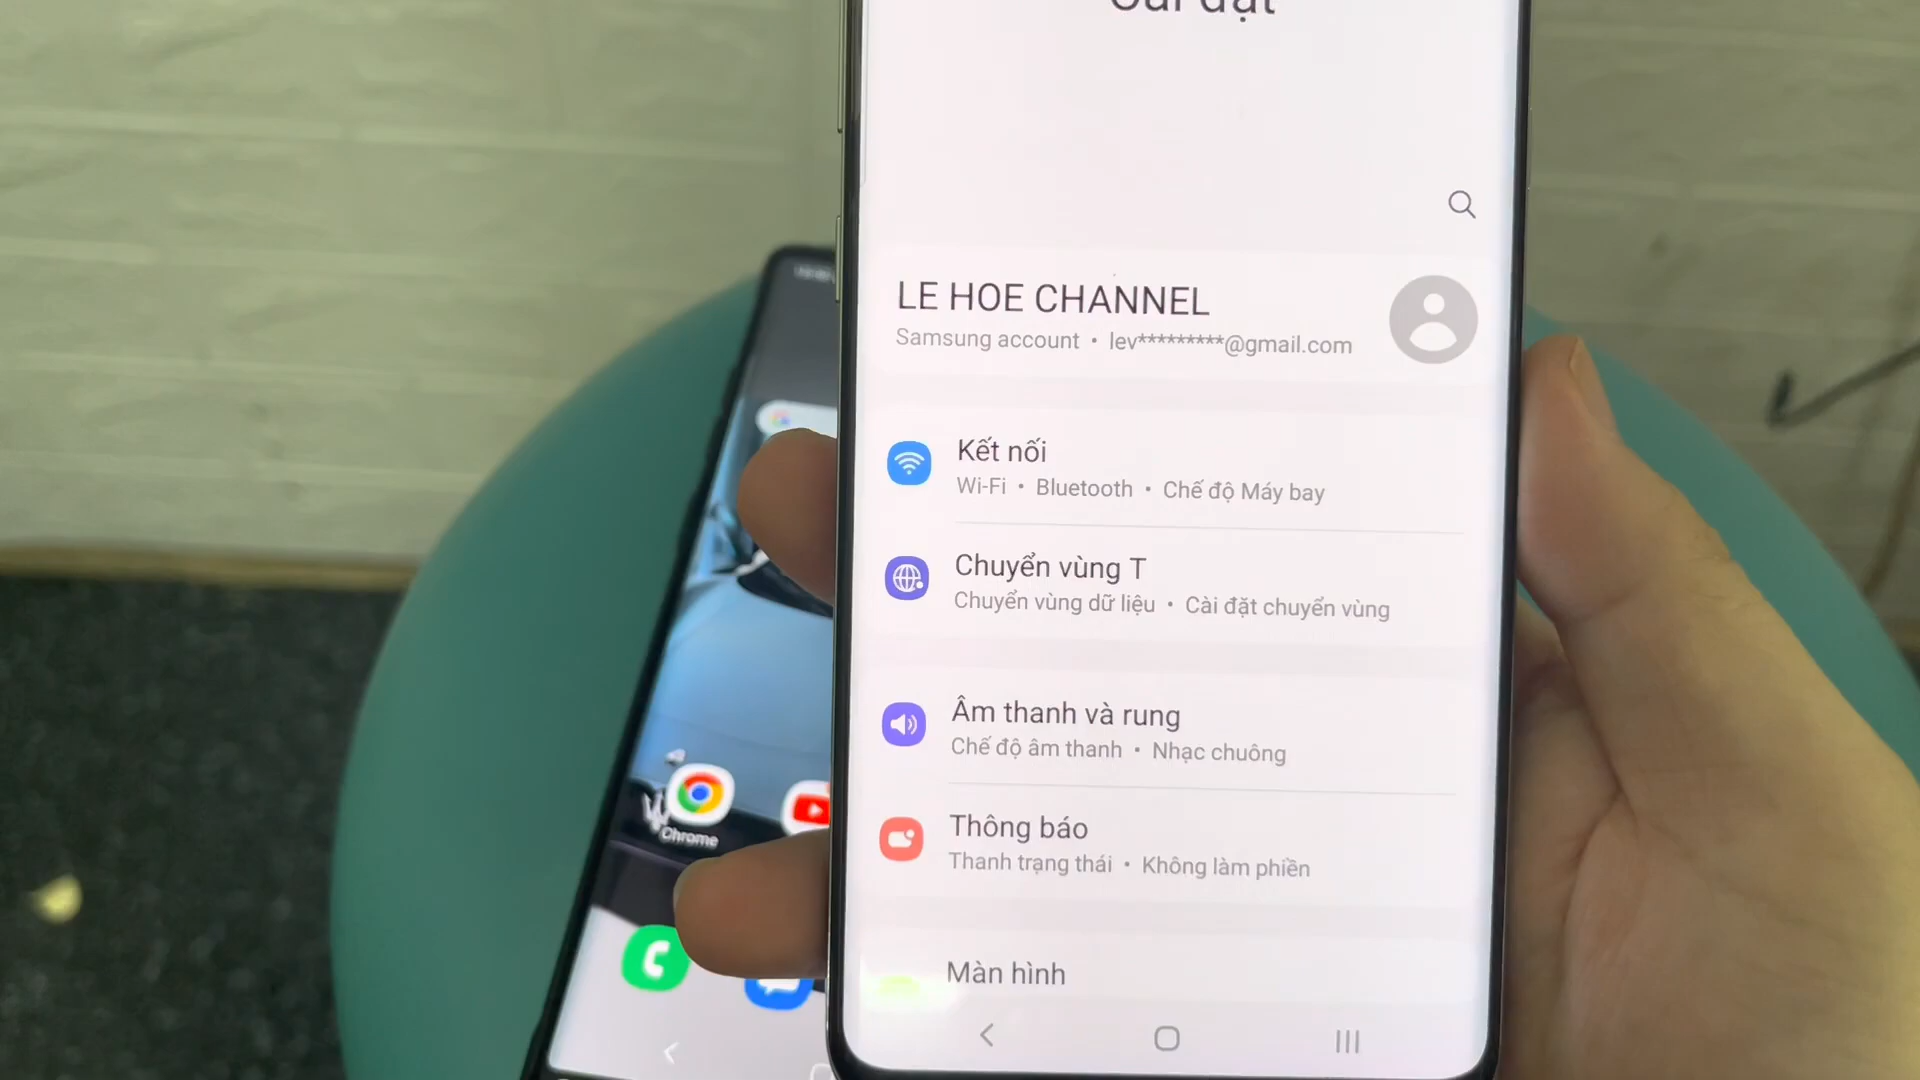 Cài đặt
LE HOE CHANNEL
Samsung account • lev*********@gmail.com
Kết nối
Wi-Fi • Bluetooth • Chế độ Máy bay
Chuyển vùng T
Chuyển vùng dữ liệu • Cài đặt chuyển vùng
Âm thanh và rung
Chế độ âm thanh • Nhạc chuông
Thông báo
Thanh trạng thái • Không làm phiền
Màn hình
Chrome